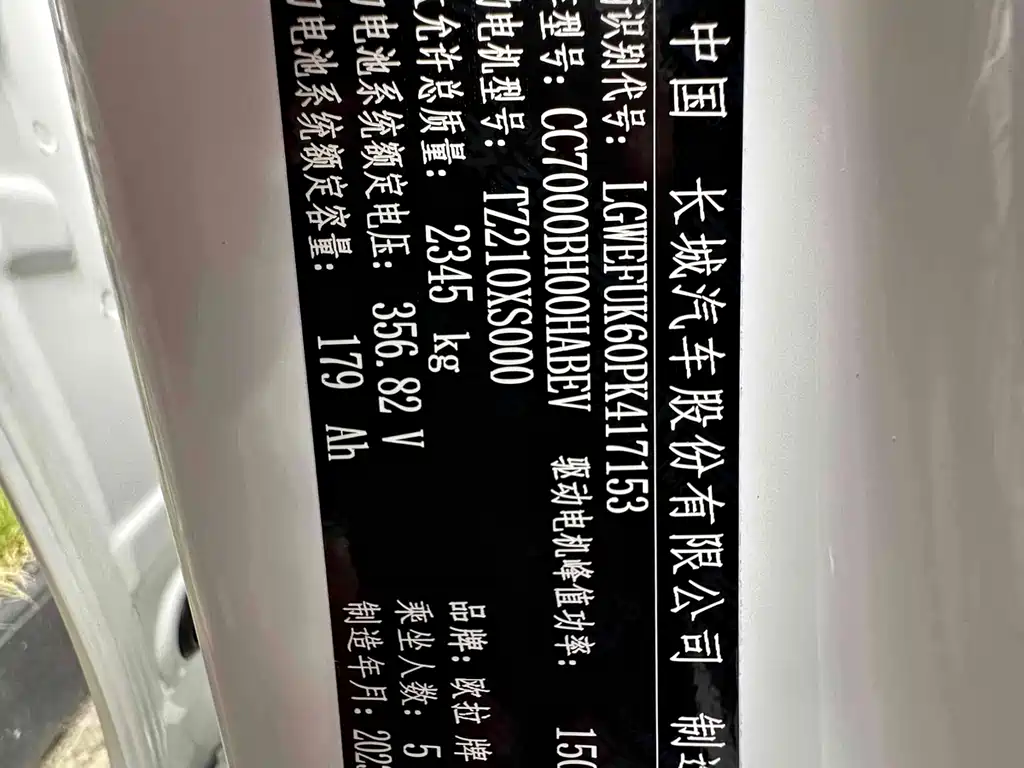 中国 长城汽车股份有限公司 制造
识别代号: LGWEFUK60PK417153
型号: CC7000BH00HABEV 驱动电机峰值功率: 150
电机型号: TZ210XS000
允许总质量: 2345 kg 品牌: 欧拉牌
电池系统额定电压: 356.82 V 乘坐人数: 5
电池系统额定容量: 179 Ah 制造年月: 202